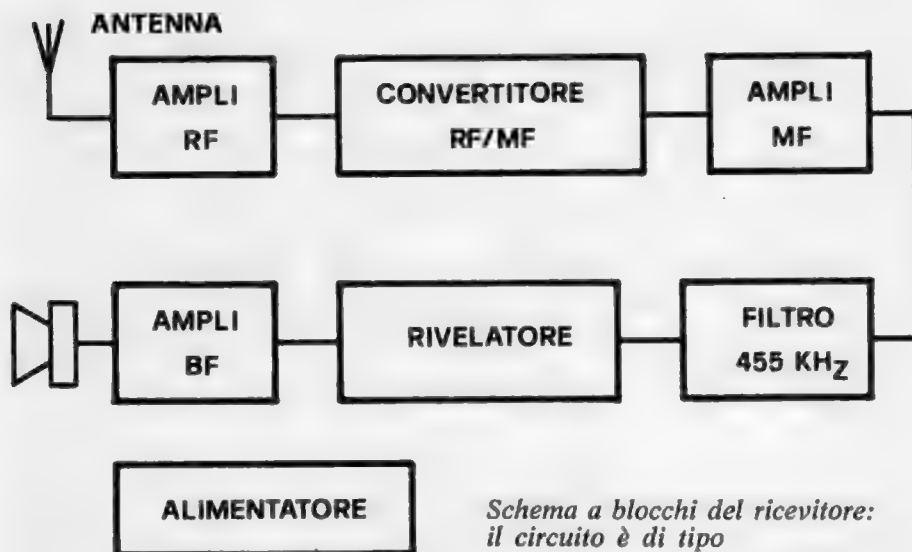 ANTENNA
AMPLI
RF
CONVERTITORE
RF/MF
AMPLI
MF
AMPLI
BF
RIVELATORE
FILTRO
455 KHZ
ALIMENTATORE
Schema a blocchi del ricevitore:
il circuito è di tipo